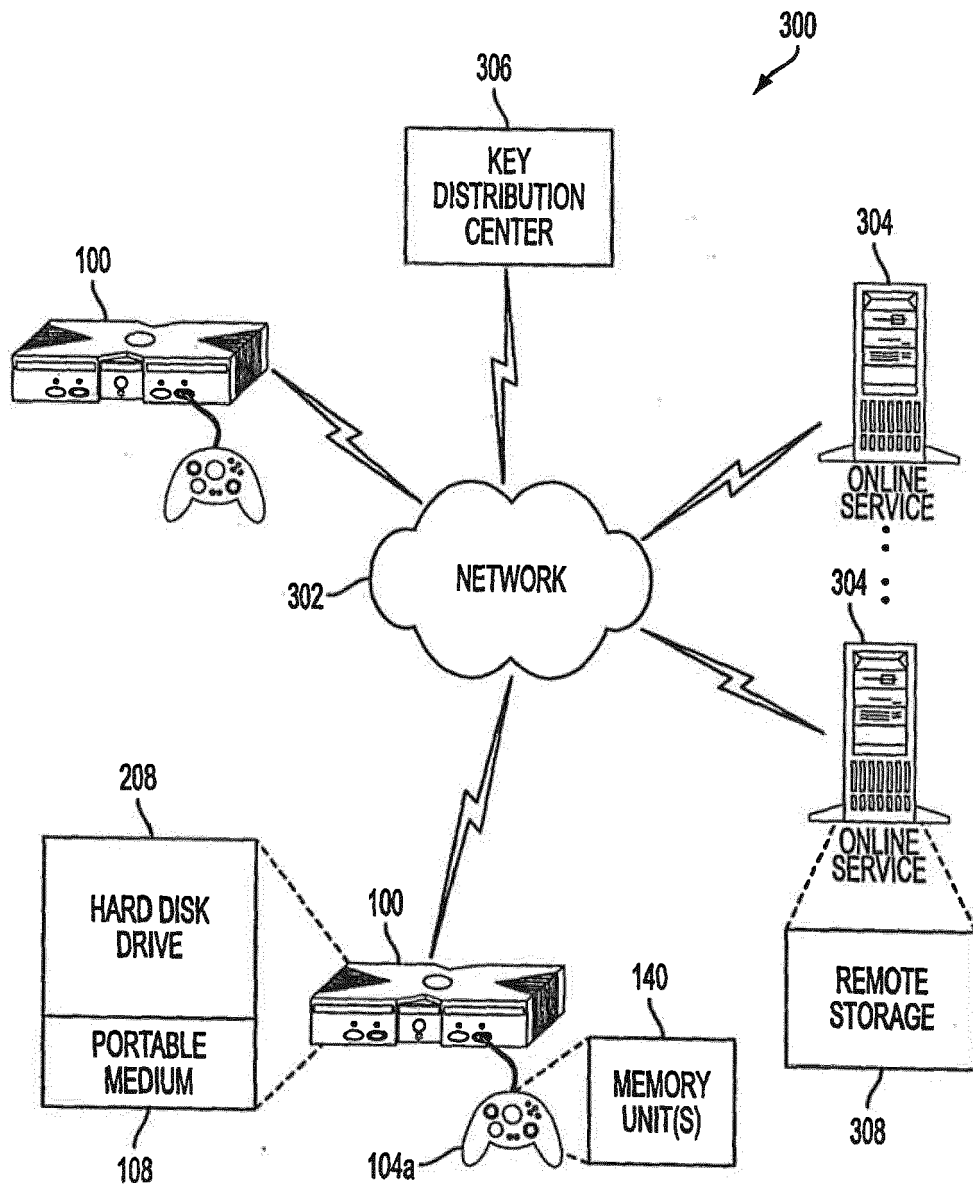 300
306
KEY
DISTRIBUTION
CENTER
304
100
ONLINE
SERVICE
NETWORK
302
304
208
ONLINE
SERVICE
HARD DISK
DRIVE
100
140
REMOTE
STORAGE
PORTABLE
MEDIUM
MEMORY
UNIT(S)
108
104a
308